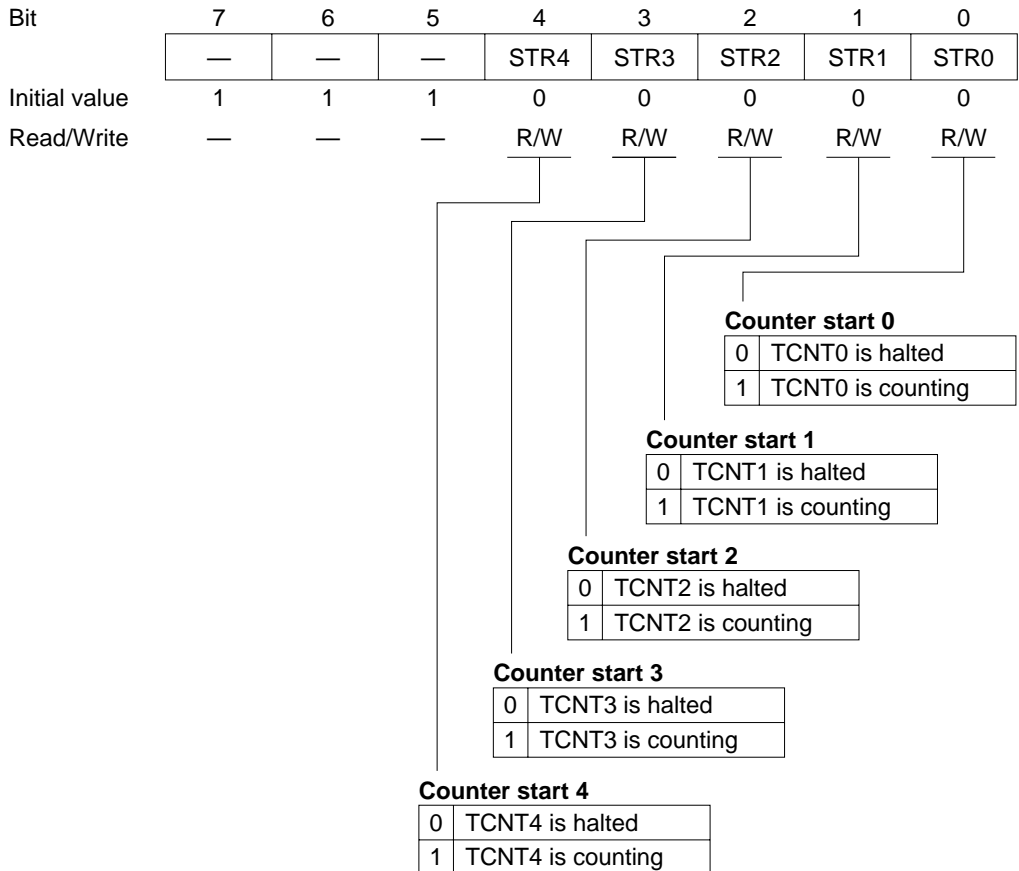 Bit 7 6 5 4 3 2 1 0
— — — STR4 STR3 STR2 STR1 STR0
Initial value 1 1 1 0 0 0 0 0
Read/Write — — — R/W R/W R/W R/W R/W
Counter start 0
0 TCNT0 is halted
1 TCNT0 is counting
Counter start 1
0 TCNT1 is halted
1 TCNT1 is counting
Counter start 2
0 TCNT2 is halted
1 TCNT2 is counting
Counter start 3
0 TCNT3 is halted
1 TCNT3 is counting
Counter start 4
0 TCNT4 is halted
1 TCNT4 is counting